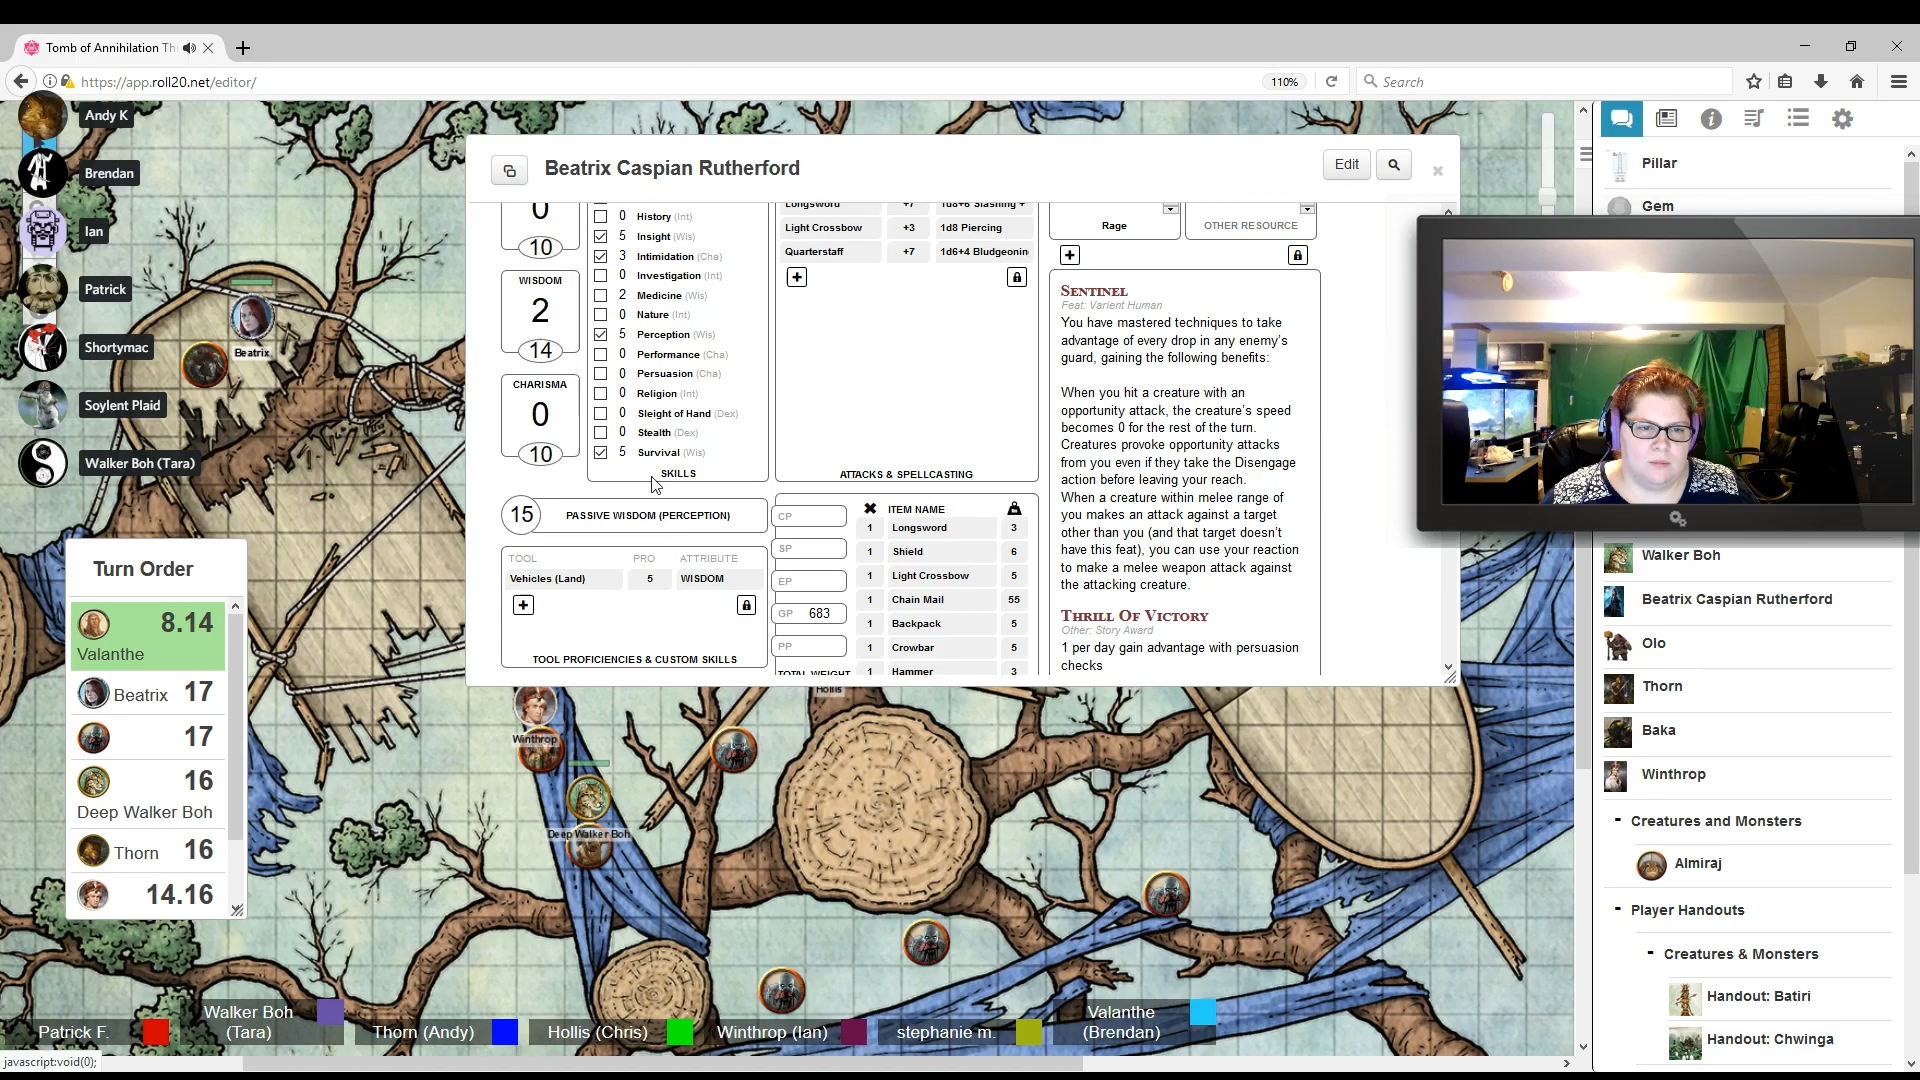 Tomb of Annihilation Th
https://app.roll20.net/editor/
110%
Search
Andy K
Brendan
Ian
Patrick
Shortymac
Soylent Plaid
Walker Boh (Tara)
Beatrix
Turn Order
8.14
Valanthe
Beatrix 17
17
16
Deep Walker Boh
Thorn 16
14.16
Beatrix Caspian Rutherford
Edit
0
10
WISDOM
2
14
CHARISMA
0
10
0 History (Int)
5 Insight (Wis)
3 Intimidation (Cha)
0 Investigation (Int)
2 Medicine (Wis)
0 Nature (Int)
5 Perception (Wis)
0 Performance (Cha)
0 Persuasion (Cha)
0 Religion (Int)
0 Sleight of Hand (Dex)
0 Stealth (Dex)
5 Survival (Wis)
SKILLS
15 PASSIVE WISDOM (PERCEPTION)
TOOL PRO ATTRIBUTE
Vehicles (Land) 5 WISDOM
TOOL PROFICIENCIES & CUSTOM SKILLS
Longsword +7 1d8+6 Slashing +
Light Crossbow +3 1d8 Piercing
Quarterstaff +7 1d6+4 Bludgeonin
ATTACKS & SPELLCASTING
CP
SP
EP
GP 683
PP
TOTAL WEIGHT
ITEM NAME
1 Longsword 3
1 Shield 6
1 Light Crossbow 5
1 Chain Mail 55
1 Backpack 5
1 Crowbar 5
1 Hammer 3
Rage
OTHER RESOURCE
SENTINEL
Feat: Varient Human
You have mastered techniques to take
advantage of every drop in any enemy's
guard, gaining the following benefits:
When you hit a creature with an
opportunity attack, the creature's speed
becomes 0 for the rest of the turn.
Creatures provoke opportunity attacks
from you even if they take the Disengage
action before leaving your reach.
When a creature within melee range of
you makes an attack against a target
other than you (and that target doesn't
have this feat), you can use your reaction
to make a melee weapon attack against
the attacking creature.
THRILL OF VICTORY
Other: Story Award
1 per day gain advantage with persuasion
checks
Hollis
Winthrop
Deep Walker Boh
Pillar
Gem
Walker Boh
Beatrix Caspian Rutherford
Olo
Thorn
Baka
Winthrop
Creatures and Monsters
Almiraj
Player Handouts
Creatures & Monsters
Handout: Batiri
Handout: Chwinga
Patrick F.
Walker Boh
(Tara)
Thorn (Andy)
Hollis (Chris)
Winthrop (Ian)
stephanie m.
Valanthe
(Brendan)
javascript:void(0);